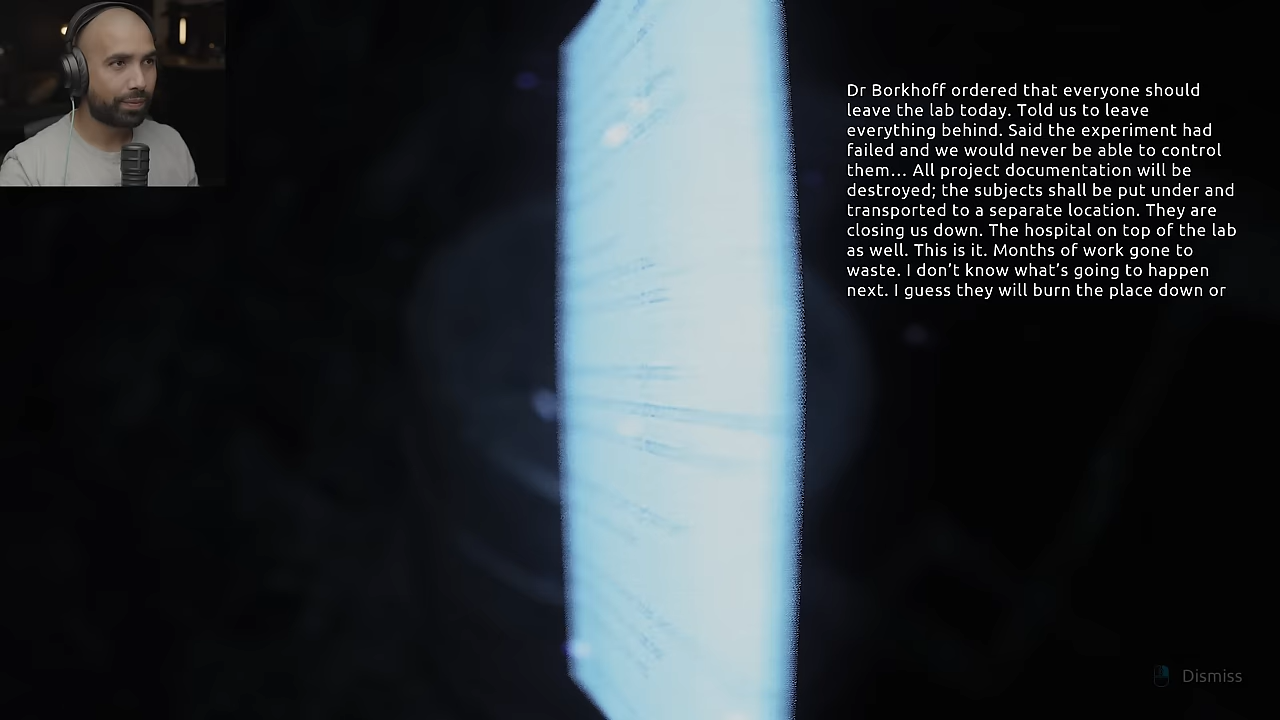 Dr Borkhoff ordered that everyone should
leave the lab today. Told us to leave
everything behind. Said the experiment had
failed and we would never be able to control
them... All project documentation will be
destroyed; the subjects shall be put under and
transported to a separate location. They are
closing us down. The hospital on top of the lab
as well. This is it. Months of work gone to
waste. I don’t know what’s going to happen
next. I guess they will burn the place down or
Dismiss